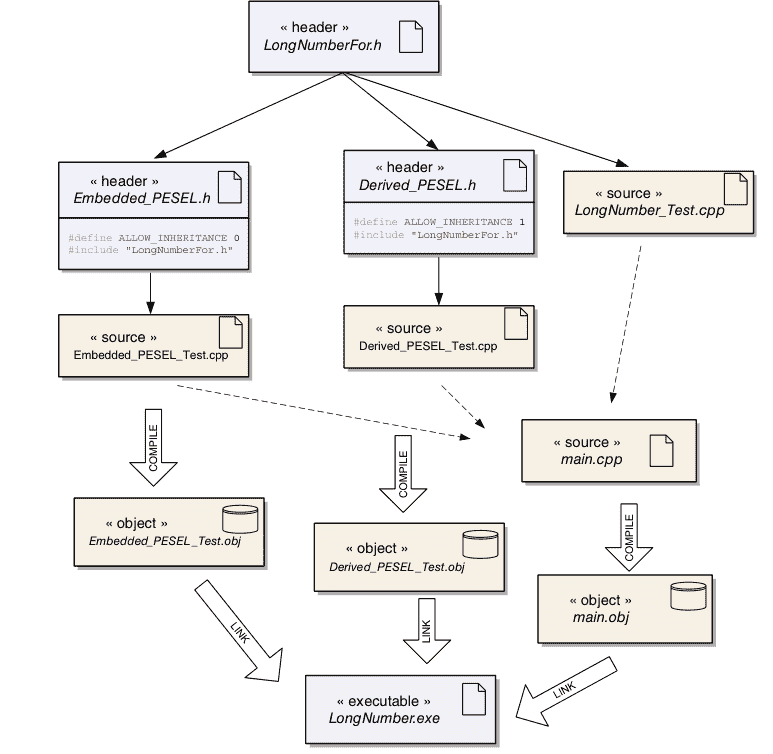 « header »
LongNumberFor.h
« header »
Embedded_PESEL.h
#define ALLOW_INHERITANCE 0
#include "LongNumberFor.h"
« header »
Derived_PESEL.h
#define ALLOW_INHERITANCE 1
#include "LongNumberFor.h"
« source »
LongNumber_Test.cpp
« source »
Embedded_PESEL_Test.cpp
« source »
Derived_PESEL_Test.cpp
« source »
main.cpp
COMPILE
COMPILE
COMPILE
« object »
Embedded_PESEL_Test.obj
« object »
Derived_PESEL_Test.obj
« object »
main.obj
LINK
LINK
LINK
« executable »
LongNumber.exe